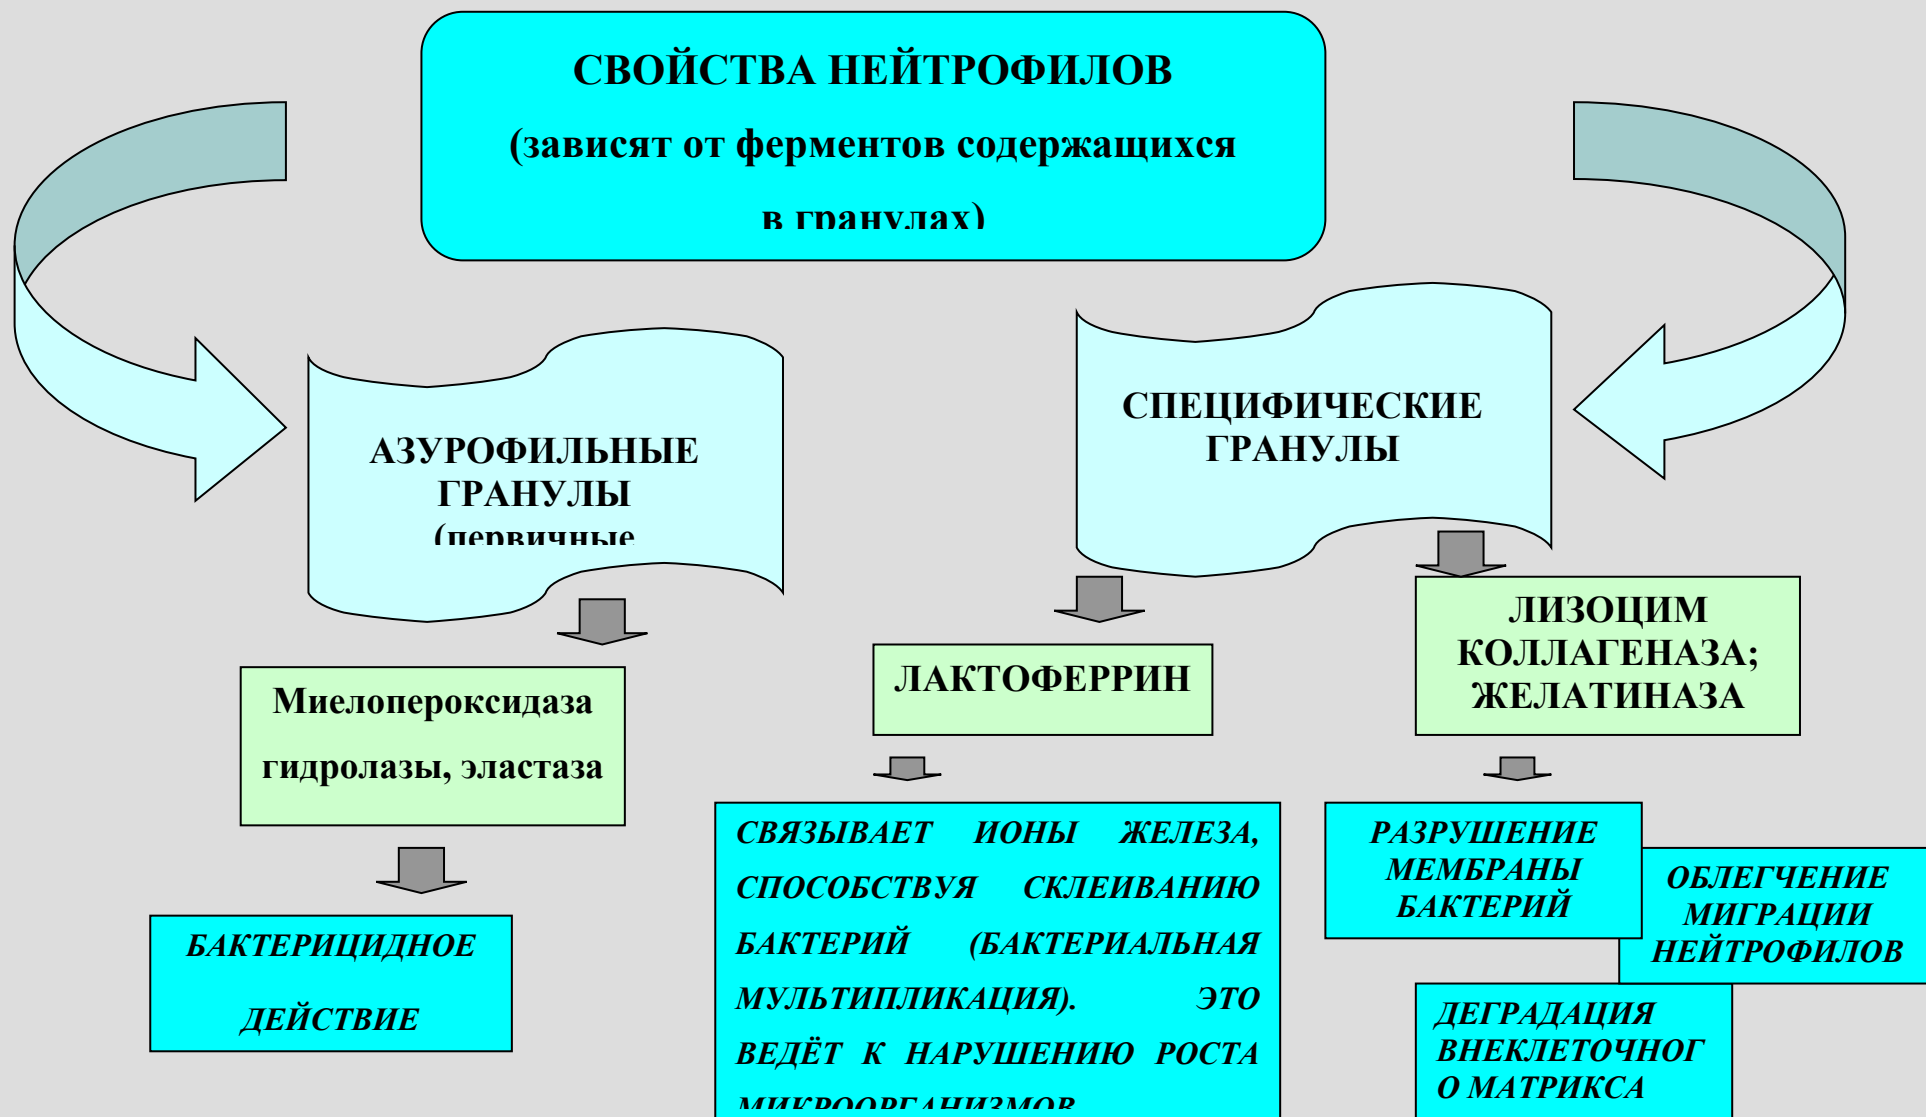 СВОЙСТВА НЕЙТРОФИЛОВ
(зависят от ферментов содержащихся
в гранулах)
АЗУРОФИЛЬНЫЕ
ГРАНУЛЫ
(первичные
СПЕЦИФИЧЕСКИЕ
ГРАНУЛЫ
Миелопероксидаза
гидролазы, эластаза
ЛАКТОФЕРРИН
ЛИЗОЦИМ
КОЛЛАГЕНАЗА;
ЖЕЛАТИНАЗА
БАКТЕРИЦИДНОЕ
ДЕЙСТВИЕ
СВЯЗЫВАЕТ ИОНЫ ЖЕЛЕЗА,
СПОСОБСТВУЯ СКЛЕИВАНИЮ
БАКТЕРИЙ (БАКТЕРИАЛЬНАЯ
МУЛЬТИПЛИКАЦИЯ). ЭТО
ВЕДЁТ К НАРУШЕНИЮ РОСТА
МИКРООРГАНИЗМОВ
РАЗРУШЕНИЕ
МЕМБРАНЫ
БАКТЕРИЙ
ОБЛЕГЧЕНИЕ
МИГРАЦИИ
НЕЙТРОФИЛОВ
ДЕГРАДАЦИЯ
ВНЕКЛЕТОЧНОГ
О МАТРИКСА